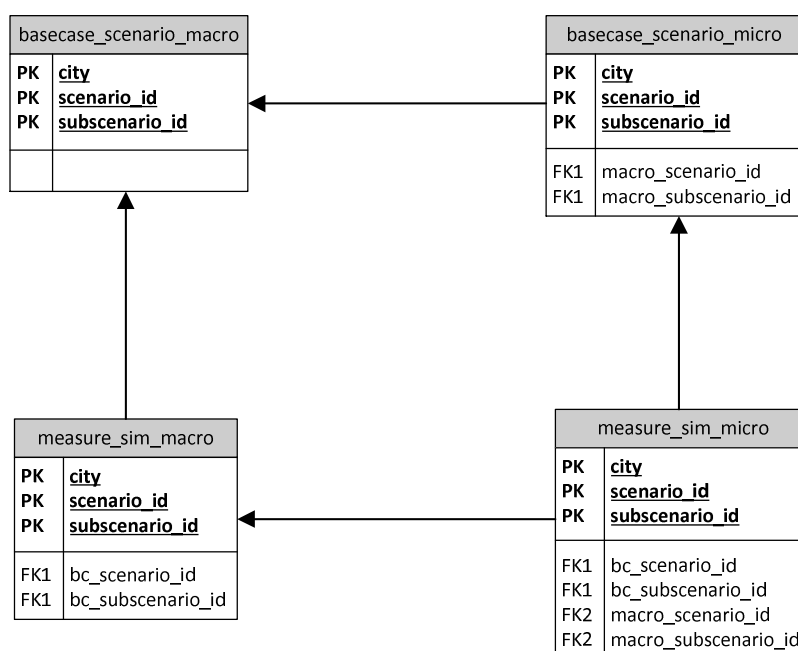 basecase_scenario_macro
PK city
PK scenario_id
PK subscenario_id
basecase_scenario_micro
PK city
PK scenario_id
PK subscenario_id
FK1 macro_scenario_id
FK1 macro_subscenario_id
measure_sim_macro
PK city
PK scenario_id
PK subscenario_id
FK1 bc_scenario_id
FK1 bc_subscenario_id
measure_sim_micro
PK city
PK scenario_id
PK subscenario_id
FK1 bc_scenario_id
FK1 bc_subscenario_id
FK2 macro_scenario_id
FK2 macro_subscenario_id